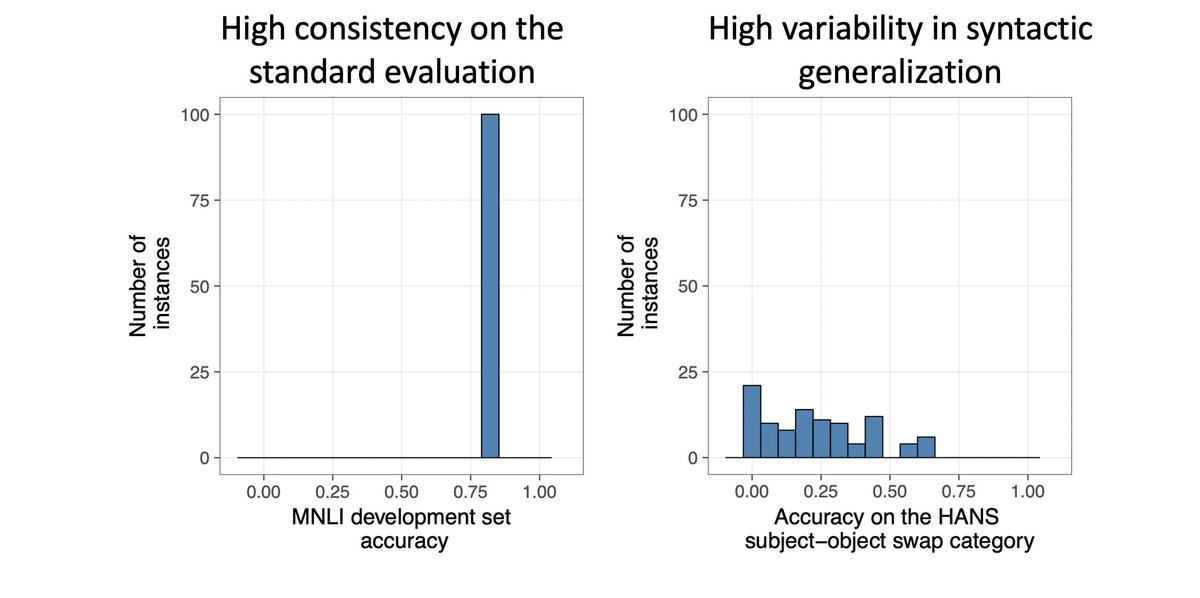 High consistency on the
standard evaluation
100
75
50
25
0
Number of
instances
0.00 0.25 0.50 0.75 1.00
MNLI development set
accuracy
High variability in syntactic
generalization
100
75
50
25
0
Number of
instances
0.00 0.25 0.50 0.75 1.00
Accuracy on the HANS
subject–object swap category